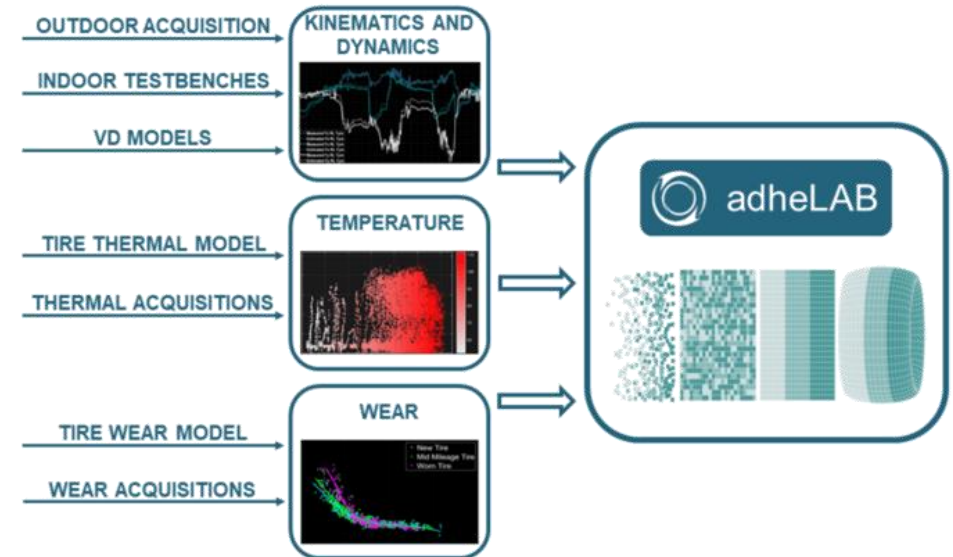 OUTDOOR ACQUISITION
INDOOR TESTBENCHES
VD MODELS
KINEMATICS AND
DYNAMICS
TIRE THERMAL MODEL
THERMAL ACQUISITIONS
TEMPERATURE
TIRE WEAR MODEL
WEAR ACQUISITIONS
WEAR
New Tire
Mid Mileage Tire
Worn Tire
adheLAB